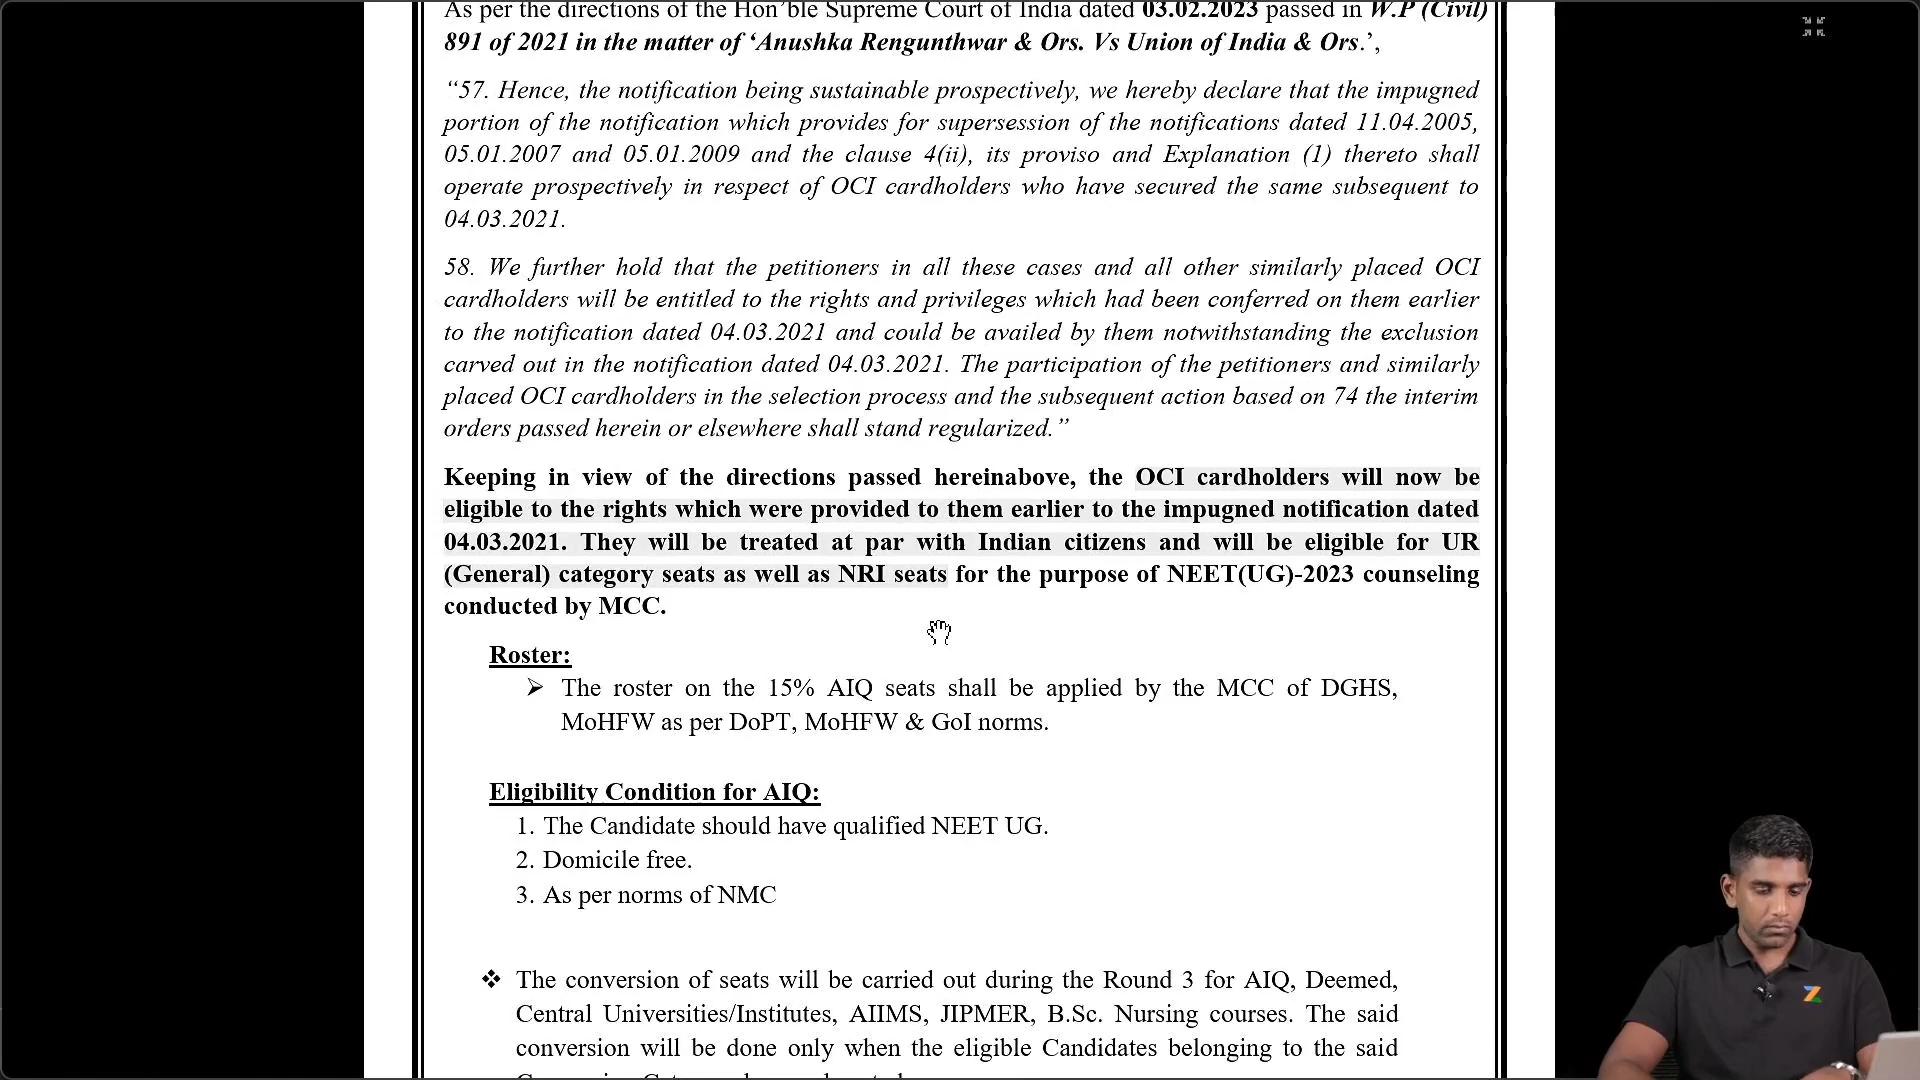 As per the directions of the Hon’ble Supreme Court of India dated 03.02.2023 passed in W.P (Civil)
891 of 2021 in the matter of ‘Anushka Rengunthwar & Ors. Vs Union of India & Ors.’,
“57. Hence, the notification being sustainable prospectively, we hereby declare that the impugned
portion of the notification which provides for supersession of the notifications dated 11.04.2005,
05.01.2007 and 05.01.2009 and the clause 4(ii), its proviso and Explanation (1) thereto shall
operate prospectively in respect of OCI cardholders who have secured the same subsequent to
04.03.2021.
58. We further hold that the petitioners in all these cases and all other similarly placed OCI
cardholders will be entitled to the rights and privileges which had been conferred on them earlier
to the notification dated 04.03.2021 and could be availed by them notwithstanding the exclusion
carved out in the notification dated 04.03.2021. The participation of the petitioners and similarly
placed OCI cardholders in the selection process and the subsequent action based on 74 the interim
orders passed herein or elsewhere shall stand regularized.”
Keeping in view of the directions passed hereinabove, the OCI cardholders will now be
eligible to the rights which were provided to them earlier to the impugned notification dated
04.03.2021. They will be treated at par with Indian citizens and will be eligible for UR
(General) category seats as well as NRI seats for the purpose of NEET(UG)-2023 counseling
conducted by MCC.
Roster:
➢ The roster on the 15% AIQ seats shall be applied by the MCC of DGHS,
MoHFW as per DoPT, MoHFW & GoI norms.
Eligibility Condition for AIQ:
1. The Candidate should have qualified NEET UG.
2. Domicile free.
3. As per norms of NMC
❖ The conversion of seats will be carried out during the Round 3 for AIQ, Deemed,
Central Universities/Institutes, AIIMS, JIPMER, B.Sc. Nursing courses. The said
conversion will be done only when the eligible Candidates belonging to the said